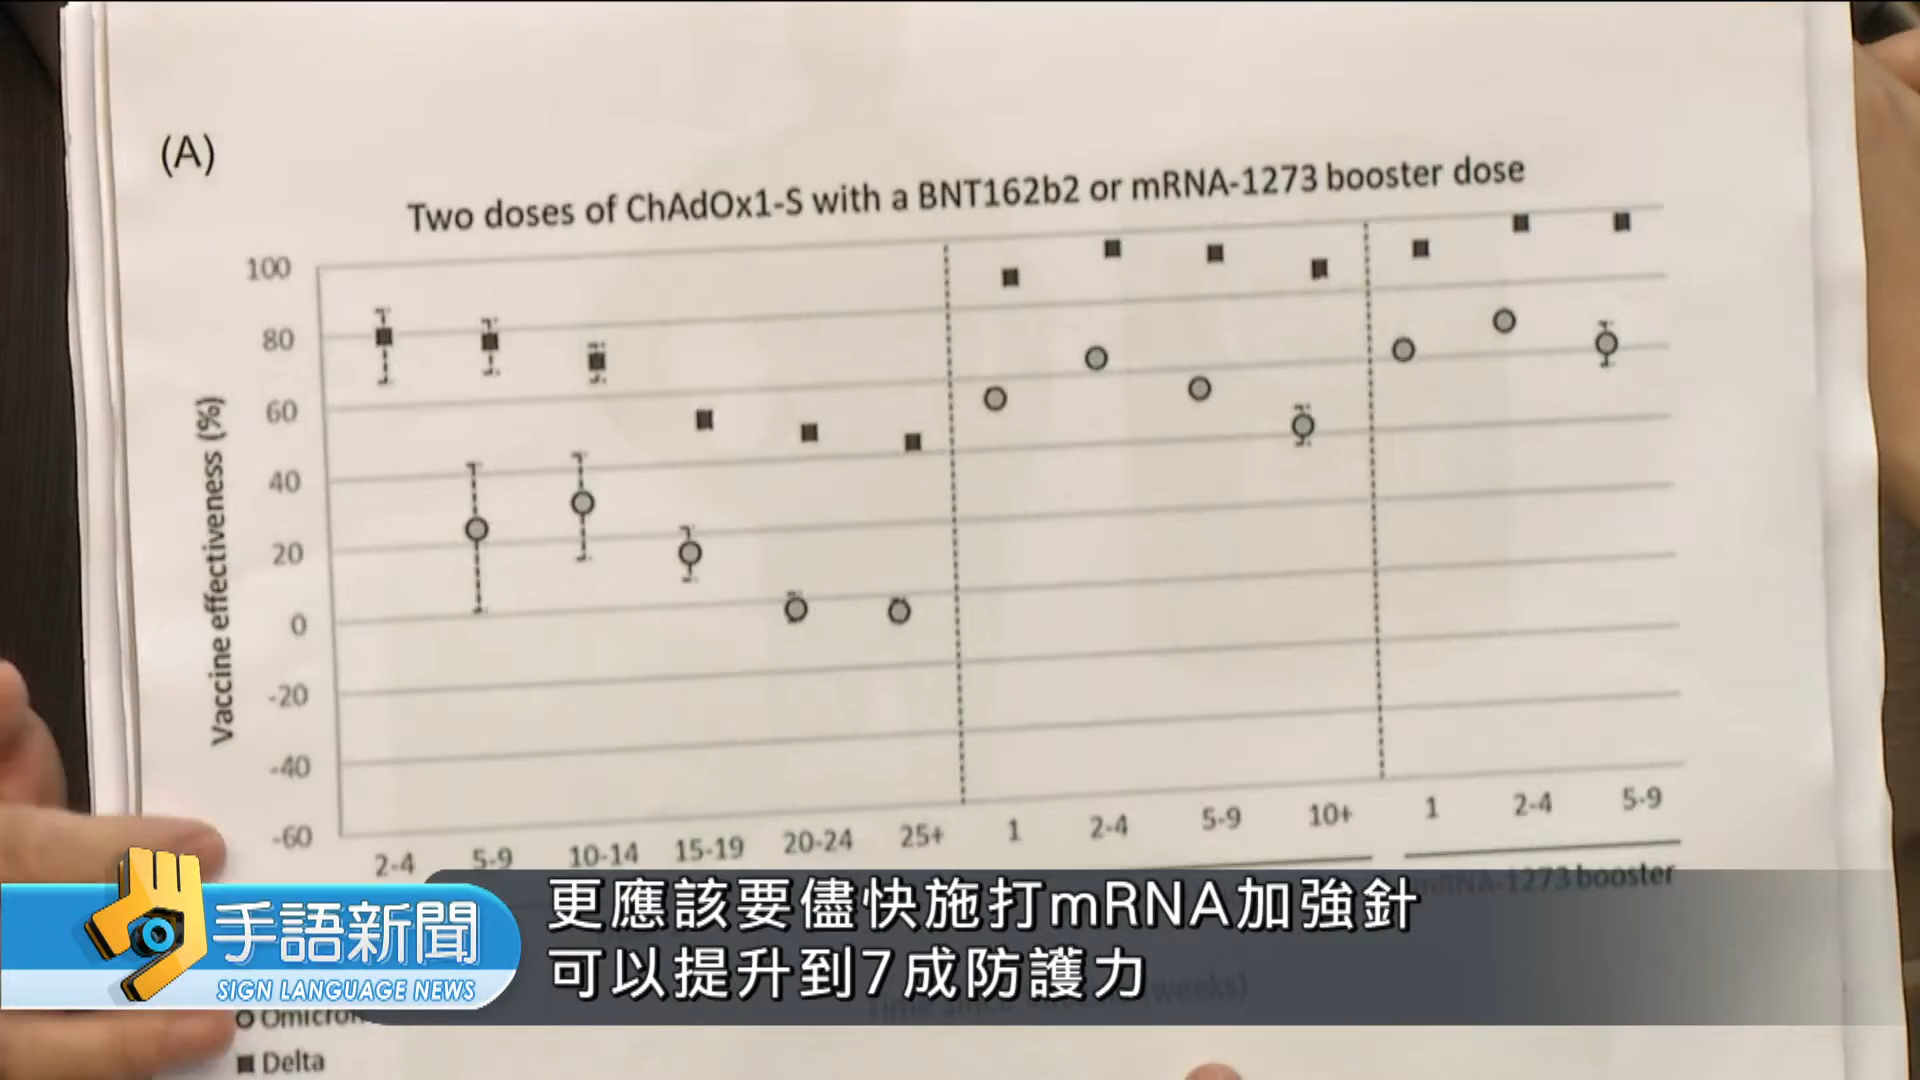 (A)
Two doses of ChAdOx1-S with a BNT162b2 or mRNA-1273 booster dose
Vaccine effectiveness (%)
100
80
60
40
20
0
-20
-40
-60
2-4 5-9 10-14 15-19 20-24 25+ 1 2-4 5-9 10+ 1 2-4 5-9
mRNA-1273 booster
更應該要儘快施打mRNA加強針
可以提升到7成防護力
手語新聞
SIGN LANGUAGE NEWS
(weeks)
Omicron
Delta